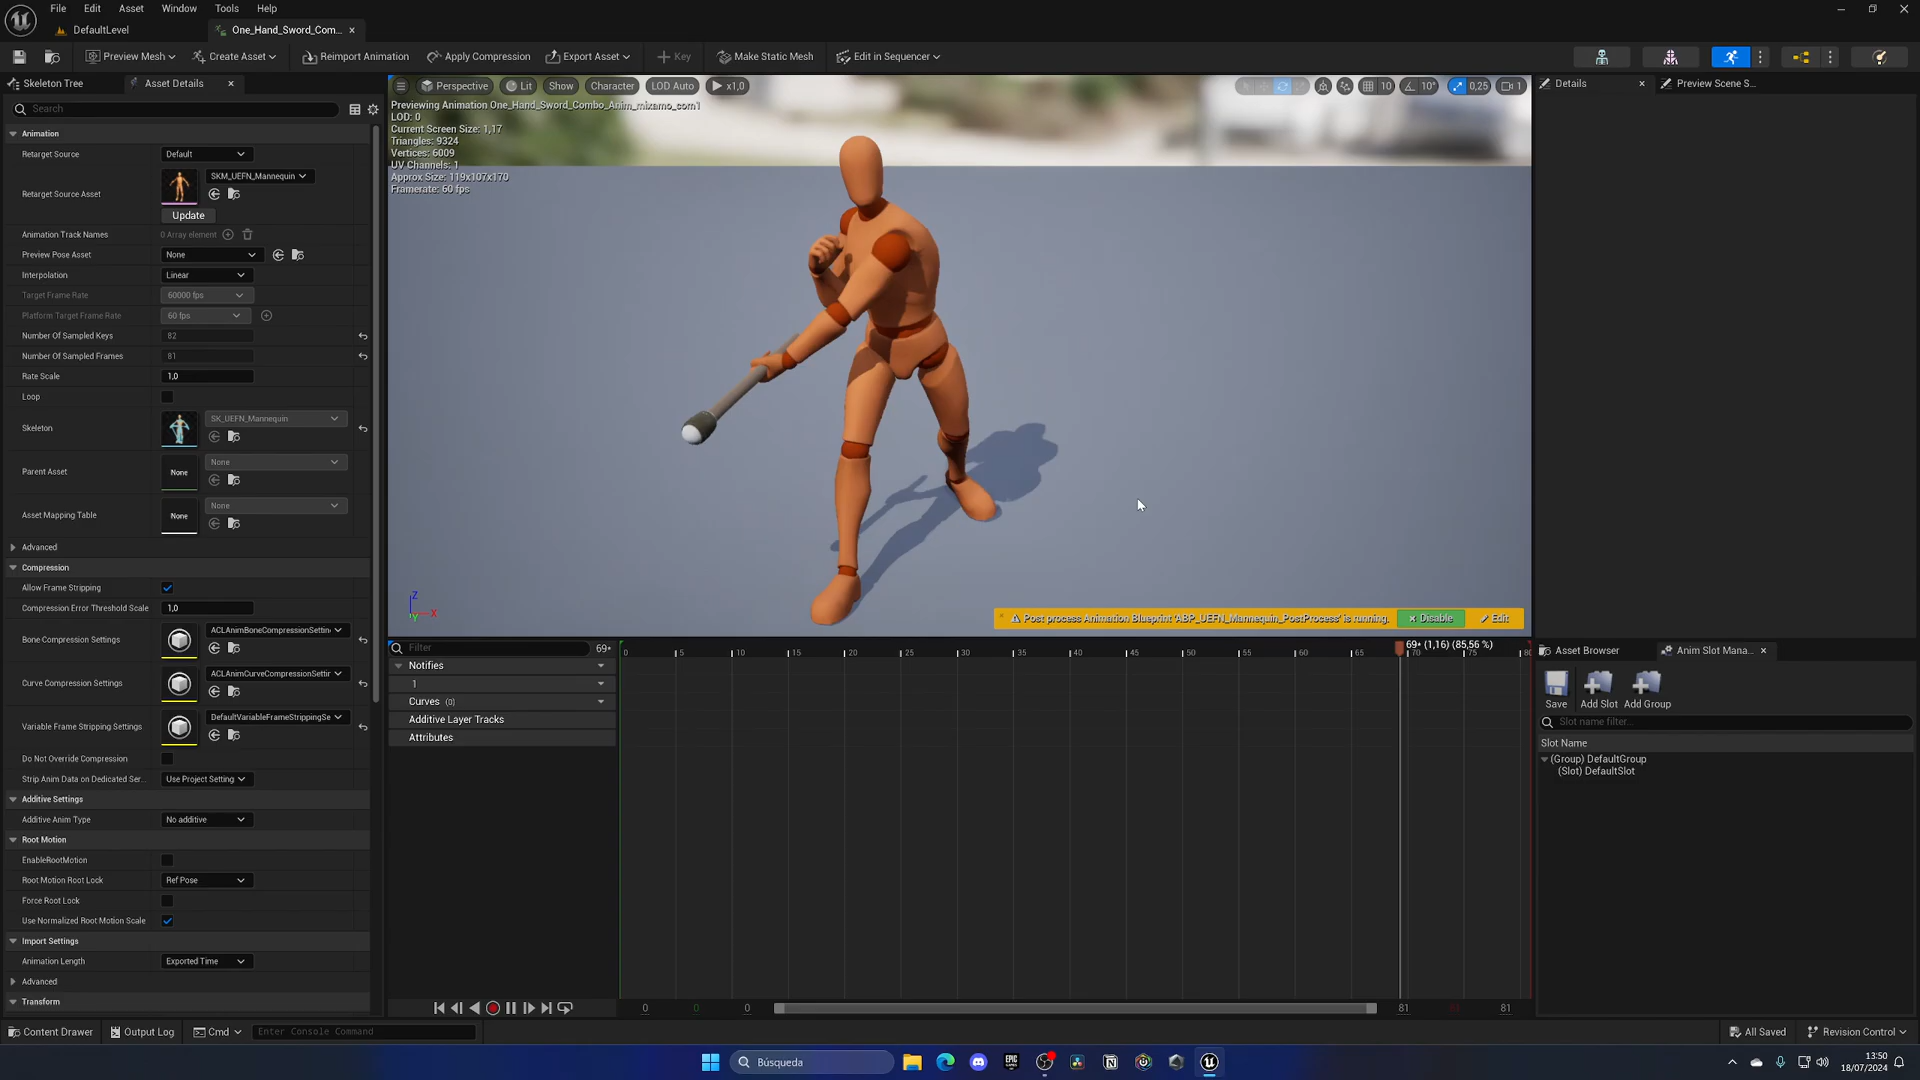 File Edit Asset Window Tools Help
DefaultLevel One_Hand_Sword_Com...
Preview Mesh Create Asset Reimport Animation Apply Compression Export Asset Key Make Static Mesh Edit in Sequencer
Skeleton Tree Asset Details
Search
Animation
Retarget Source Default
Retarget Source Asset SKM_UEFN_Mannequin
Update
Animation Track Names 0 Array element
Preview Pose Asset None
Interpolation Linear
Target Frame Rate 60000 fps
Platform Target Frame Rate 60 fps
Number Of Sampled Keys 82
Number Of Sampled Frames 81
Rate Scale 1,0
Loop
Skeleton SK_UEFN_Mannequin
Parent Asset None None
Asset Mapping Table None None
Advanced
Compression
Allow Frame Stripping
Compression Error Threshold Scale 1,0
Bone Compression Settings ACLAnimBoneCompressionSettin
Curve Compression Settings ACLAnimCurveCompressionSettir
Variable Frame Stripping Settings DefaultVariableFrameStrippingSe
Do Not Override Compression
Strip Anim Data on Dedicated Ser... Use Project Setting
Additive Settings
Additive Anim Type No additive
Root Motion
EnableRootMotion
Root Motion Root Lock Ref Pose
Force Root Lock
Use Normalized Root Motion Scale
Import Settings
Animation Length Exported Time
Advanced
Transform
Perspective Lit Show Character LOD Auto x1,0 10 10° 0,25 1
Previewing Animation One_Hand_Sword_Combo_Anim_mixamo_com1
LOD: 0
Current Screen Size: 1,17
Triangles: 9324
Vertices: 6009
UV Channels: 1
Approx Size: 119x107x170
Framerate: 60 fps
Z
X
Y
Post process Animation Blueprint 'ABP_UEFN_Mannequin_PostProcess' is running. Disable Edit
Filter 69+
Notifies
1
Curves (0)
Additive Layer Tracks
Attributes
69+ (1,16) (85,56 %)
0 5 10 15 20 25 30 35 40 45 50 55 60 65 70 75 80
0 0 0 81 81 81
Details Preview Scene S...
Asset Browser Anim Slot Mana...
Save Add Slot Add Group
Slot name filter...
Slot Name
(Group) DefaultGroup
(Slot) DefaultSlot
Content Drawer Output Log Cmd Enter Console Command All Saved Revision Control
Búsqueda
EPIC GAMES
13:50
18/07/2024